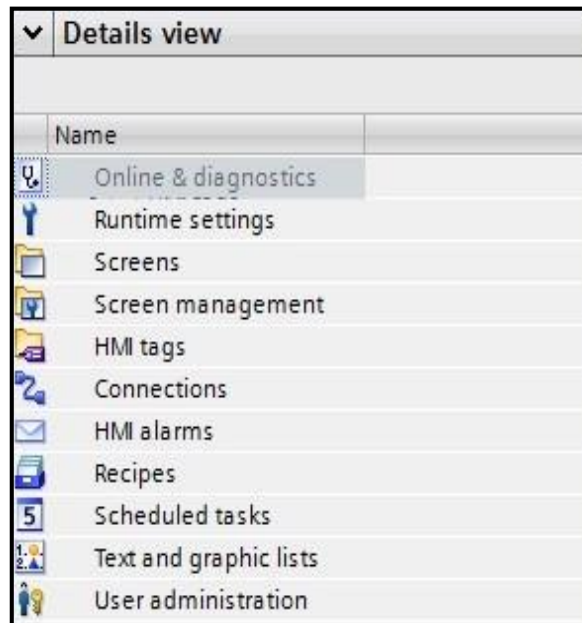 Details view
Name
Online & diagnostics
Runtime settings
Screens
Screen management
HMI tags
Connections
HMI alarms
Recipes
5 Scheduled tasks
Text and graphic lists
User administration